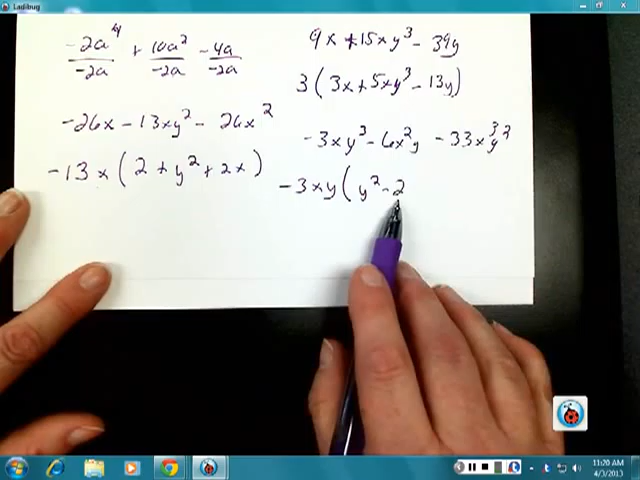 Ladibug
-2a⁴/-2a + 10a²/-2a - 4a/-2a
-26x - 13xy² - 26x²
-13x(2 + y² + 2x)
9x + 15xy³ - 39y
3(3x + 5xy³ - 13y)
-3xy³ - 6x²y - 33x³y²
-3xy(y² - 2
11:20 AM
4/3/2013